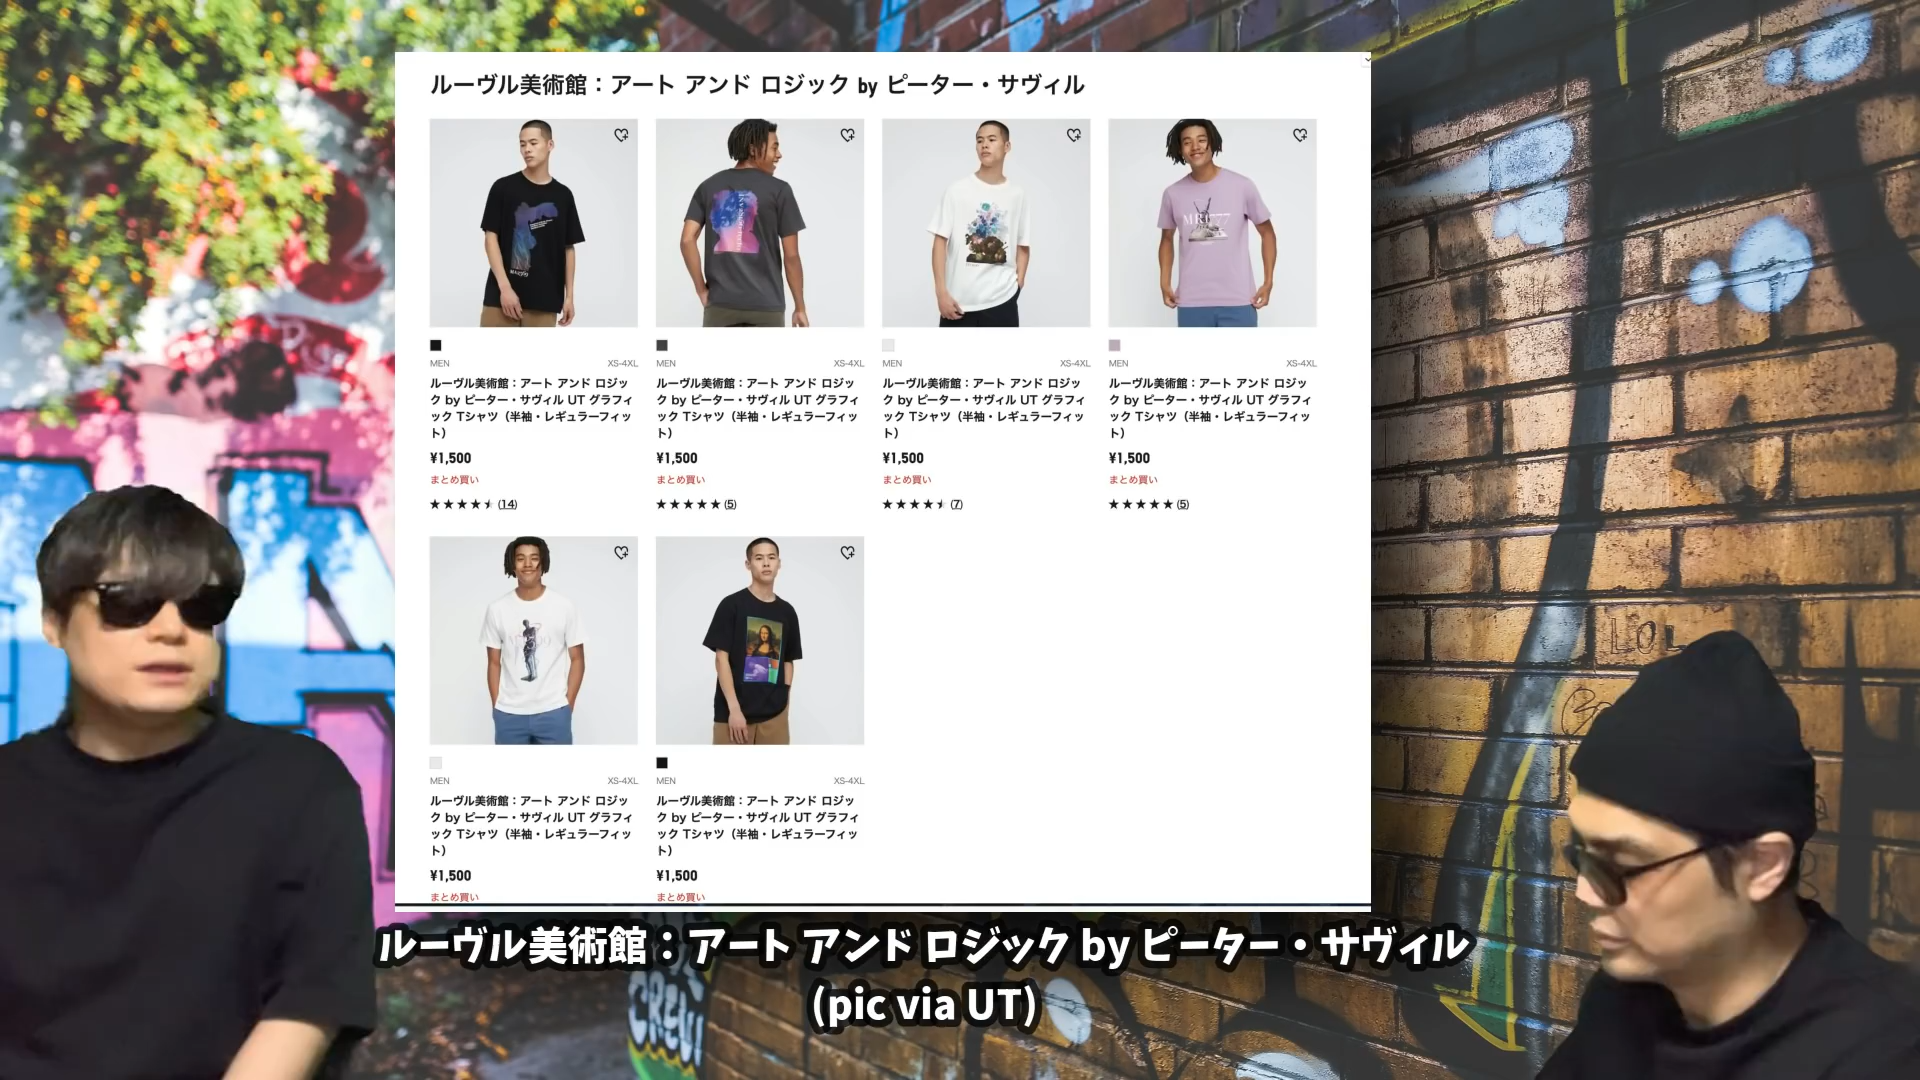 ルーヴル美術館：アート アンド ロジック by ピーター・サヴィル
MEN XS-4XL
ルーヴル美術館：アート アンド ロジッ
ク by ピーター・サヴィル UT グラフィ
ック Tシャツ（半袖・レギュラーフィッ
ト）
¥1,500
まとめ買い
(14)
MEN XS-4XL
ルーヴル美術館：アート アンド ロジッ
ク by ピーター・サヴィル UT グラフィ
ック Tシャツ（半袖・レギュラーフィッ
ト）
¥1,500
まとめ買い
(5)
MEN XS-4XL
ルーヴル美術館：アート アンド ロジッ
ク by ピーター・サヴィル UT グラフィ
ック Tシャツ（半袖・レギュラーフィッ
ト）
¥1,500
まとめ買い
(7)
MEN XS-4XL
ルーヴル美術館：アート アンド ロジッ
ク by ピーター・サヴィル UT グラフィ
ック Tシャツ（半袖・レギュラーフィッ
ト）
¥1,500
まとめ買い
(5)
MEN XS-4XL
ルーヴル美術館：アート アンド ロジッ
ク by ピーター・サヴィル UT グラフィ
ック Tシャツ（半袖・レギュラーフィッ
ト）
¥1,500
まとめ買い
MEN XS-4XL
ルーヴル美術館：アート アンド ロジッ
ク by ピーター・サヴィル UT グラフィ
ック Tシャツ（半袖・レギュラーフィッ
ト）
¥1,500
まとめ買い
LOL
CREW
ルーヴル美術館：アート アンド ロジック by ピーター・サヴィル
(pic via UT)